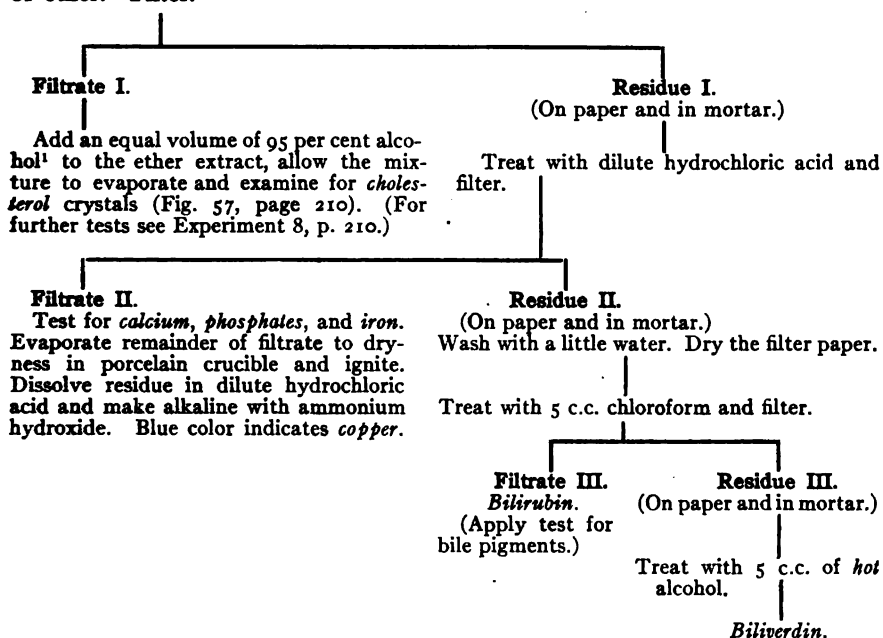 Filtrate I.
Add an equal volume of 95 per cent alco-
hol¹ to the ether extract, allow the mix-
ture to evaporate and examine for choles-
terol crystals (Fig. 57, page 210). (For
further tests see Experiment 8, p. 210.)
Residue I.
(On paper and in mortar.)
Treat with dilute hydrochloric acid and
filter.
Filtrate II.
Test for calcium, phosphates, and iron.
Evaporate remainder of filtrate to dry-
ness in porcelain crucible and ignite.
Dissolve residue in dilute hydrochloric
acid and make alkaline with ammonium
hydroxide. Blue color indicates copper.
Residue II.
(On paper and in mortar.)
Wash with a little water. Dry the filter paper.
Treat with 5 c.c. chloroform and filter.
Filtrate III.
Bilirubin.
(Apply test for
bile pigments.)
Residue III.
(On paper and in mortar.)
Treat with 5 c.c. of hot
alcohol.
Biliverdin.